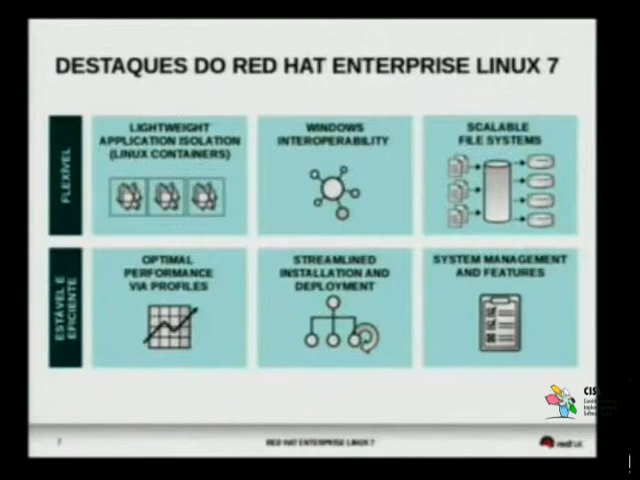 DESTAQUES DO RED HAT ENTERPRISE LINUX 7
FLEXÍVEL
LIGHTWEIGHT
APPLICATION ISOLATION
(LINUX CONTAINERS)
WINDOWS
INTEROPERABILITY
SCALABLE
FILE SYSTEMS
ESTÁVEL E
EFICIENTE
OPTIMAL
PERFORMANCE
VIA PROFILES
STREAMLINED
INSTALLATION AND
DEPLOYMENT
SYSTEM MANAGEMENT
AND FEATURES
CIS
7
RED HAT ENTERPRISE LINUX 7
redhat